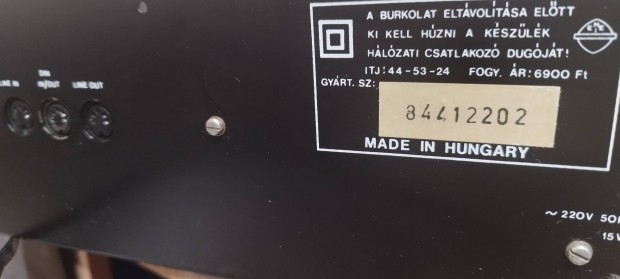 A BURKOLAT ELTÁVOLÍTÁSA ELŐTT
KI KELL HÚZNI A KÉSZÜLÉK
HÁLÓZATI CSATLAKOZÓ DUGÓJÁT!
ITJ:44-53-24 FOGY. ÁR:6900 Ft
GYÁRT. SZ:
84412202
MADE IN HUNGARY
LINE IN
DIN
IN/OUT
LINE OUT
~ 220V
15